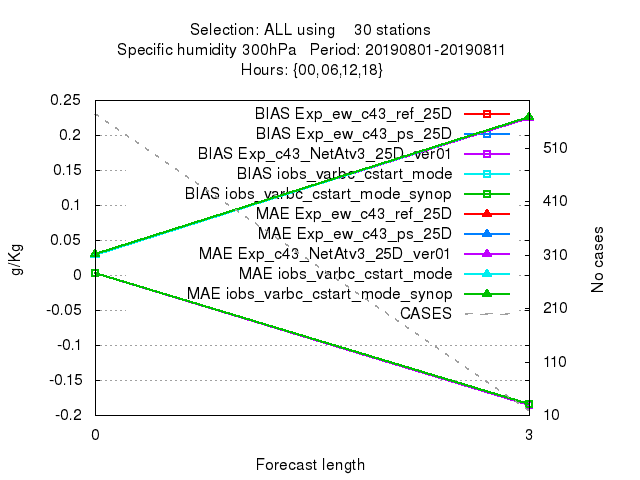 Selection: ALL using    30 stations
Specific humidity 300hPa   Period: 20190801-20190811
Hours: {00,06,12,18}
0.25
0.2
0.15
0.1
0.05
0
-0.05
-0.1
-0.15
-0.2
g/Kg
BIAS Exp_ew_c43_ref_25D
BIAS Exp_ew_c43_ps_25D
BIAS Exp_c43_NetAtv3_25D_ver01
BIAS iobs_varbc_cstart_mode
BIAS iobs_varbc_cstart_mode_synop
MAE Exp_ew_c43_ref_25D
MAE Exp_ew_c43_ps_25D
MAE Exp_c43_NetAtv3_25D_ver01
MAE iobs_varbc_cstart_mode
MAE iobs_varbc_cstart_mode_synop
CASES
510
410
310
210
110
10
No cases
0
3
Forecast length